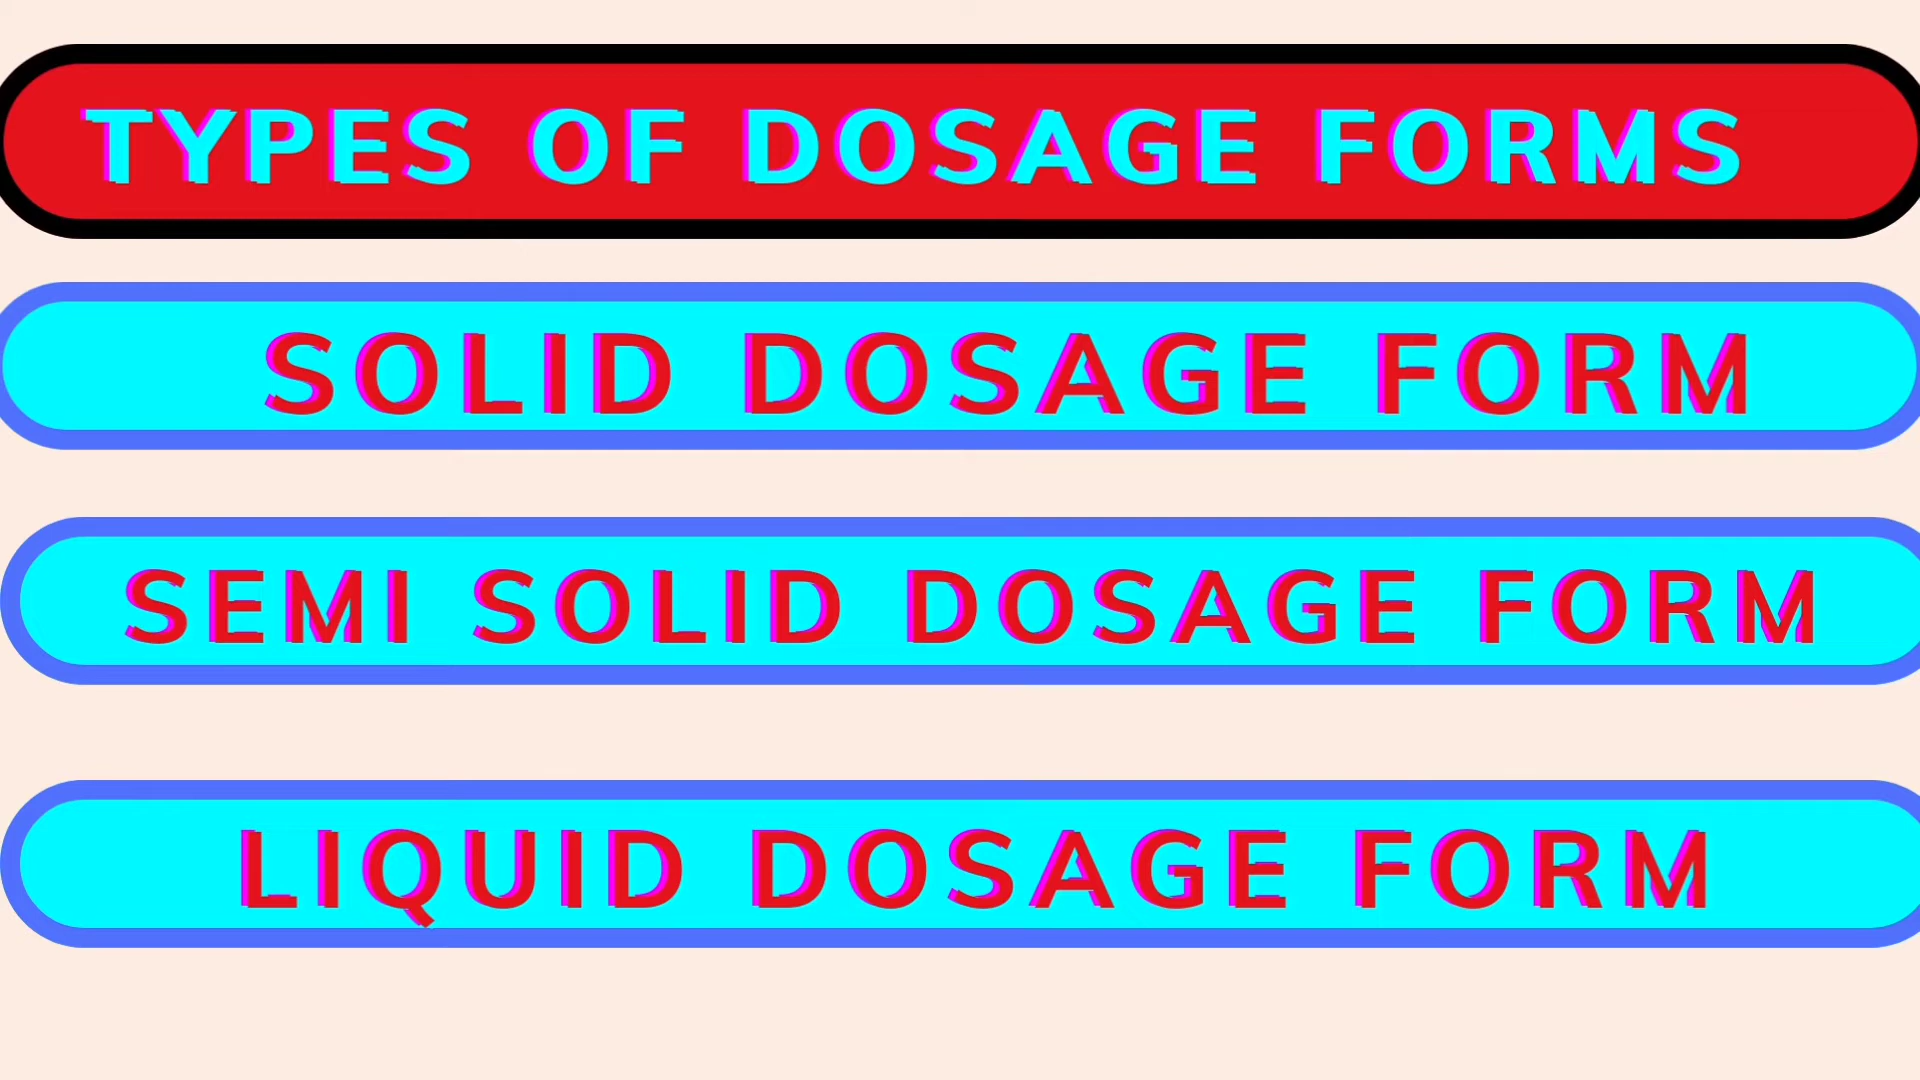 TYPES OF DOSAGE FORMS
SOLID DOSAGE FORM
SEMI SOLID DOSAGE FORM
LIQUID DOSAGE FORM